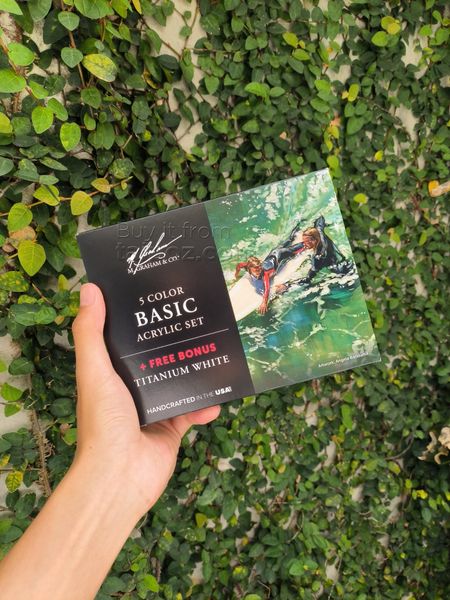 M. GRAHAM & CO.
5 COLOR
BASIC
ACRYLIC SET
+ FREE BONUS
TITANIUM WHITE
HANDCRAFTED IN THE USA!
Buy it from